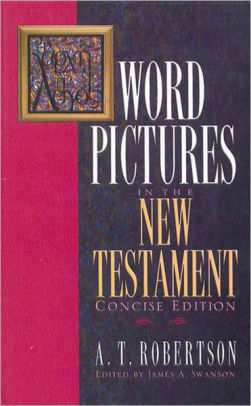 WORD
PICTURES
IN THE
NEW
TESTAMENT
CONCISE EDITION
A. T. ROBERTSON
EDITED BY JAMES A. SWANSON